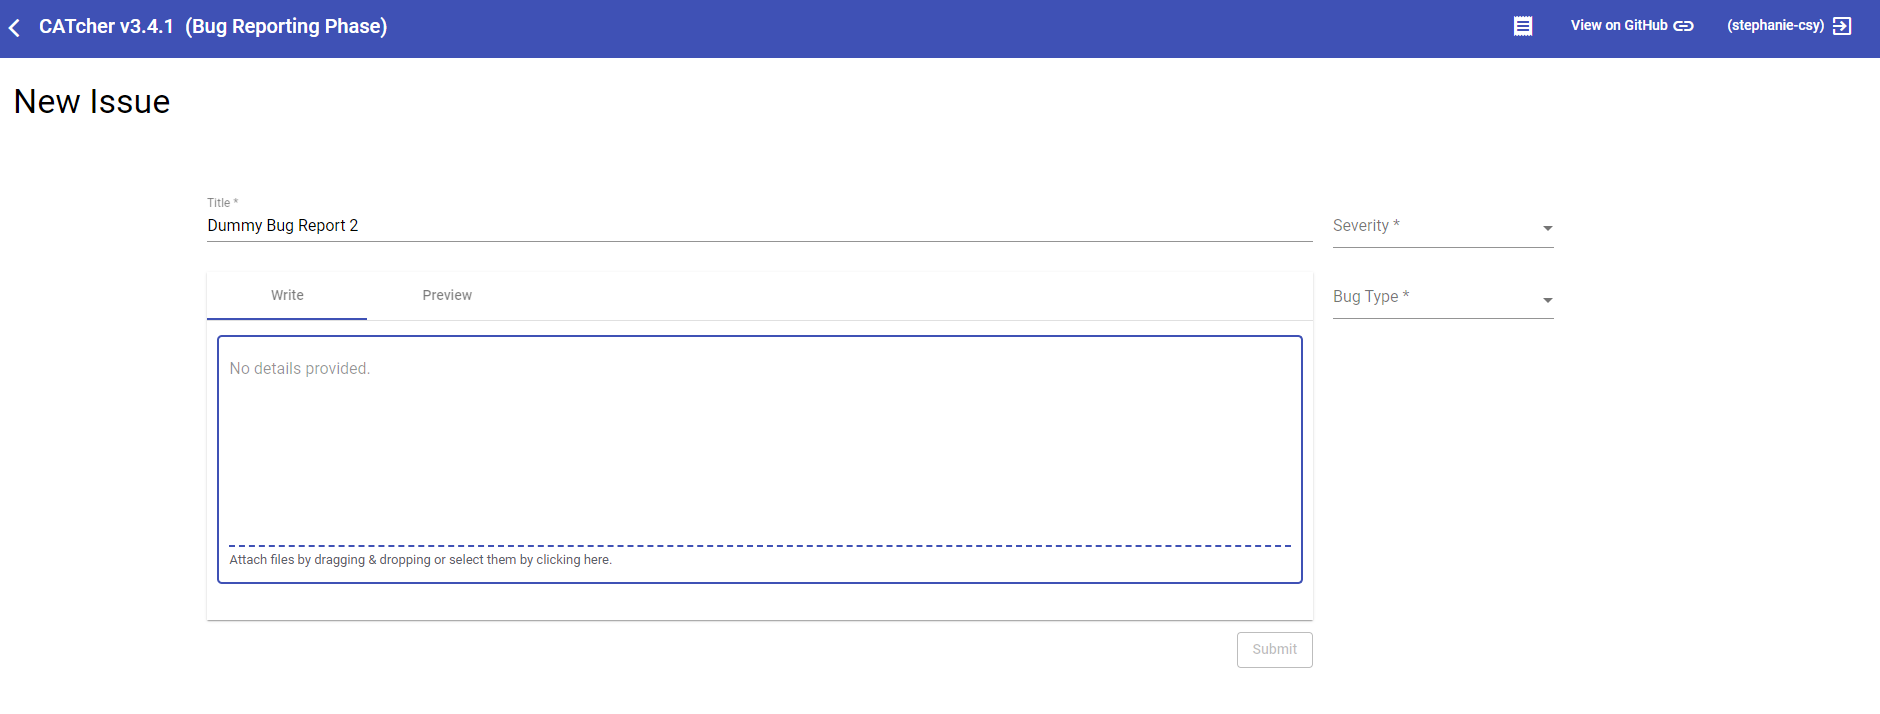 CATcher v3.4.1 (Bug Reporting Phase)
View on GitHub
(stephanie-csy)
New Issue
Title *
Dummy Bug Report 2
Severity *
Write
Preview
Bug Type *
No details provided.
Attach files by dragging & dropping or select them by clicking here.
Submit